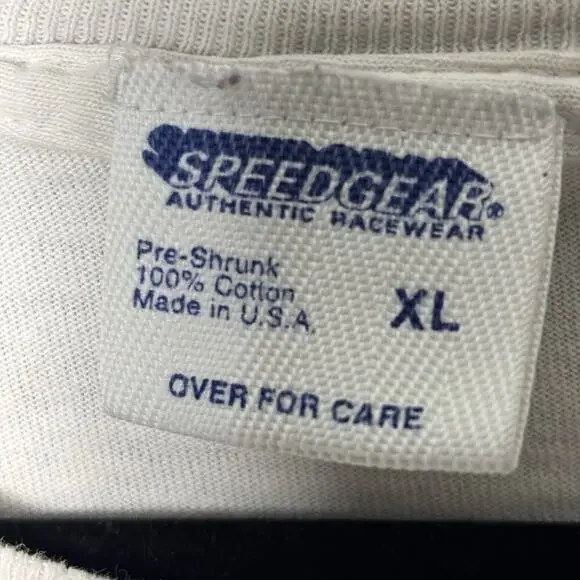 SPEEDGEAR®
AUTHENTIC RACEWEAR
Pre-Shrunk
100% Cotton
Made in U.S.A.
XL
OVER FOR CARE